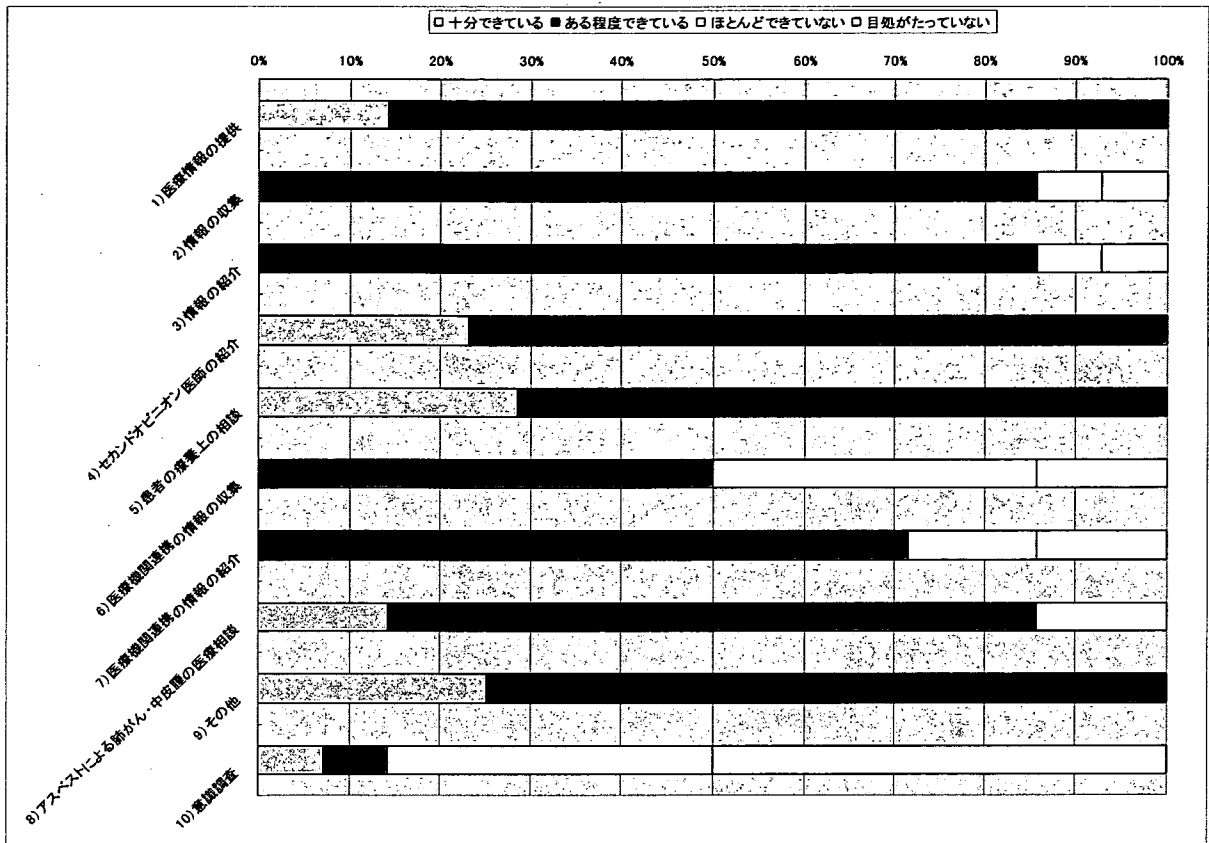 □十分できている ■ある程度できている □ほとんどできていない □目処がたっていない
0% 10% 20% 30% 40% 50% 60% 70% 80% 90% 100%
1)医療情報の提供
2)情報の収集
3)情報の紹介
4)セカンドオピニオン医師の紹介
5)患者の療養上の相談
6)医療機関連携の情報の収集
7)医療機関連携の情報の紹介
8)アスベストによる肺がん・中皮腫の医療相談
9)その他
10)意識調査